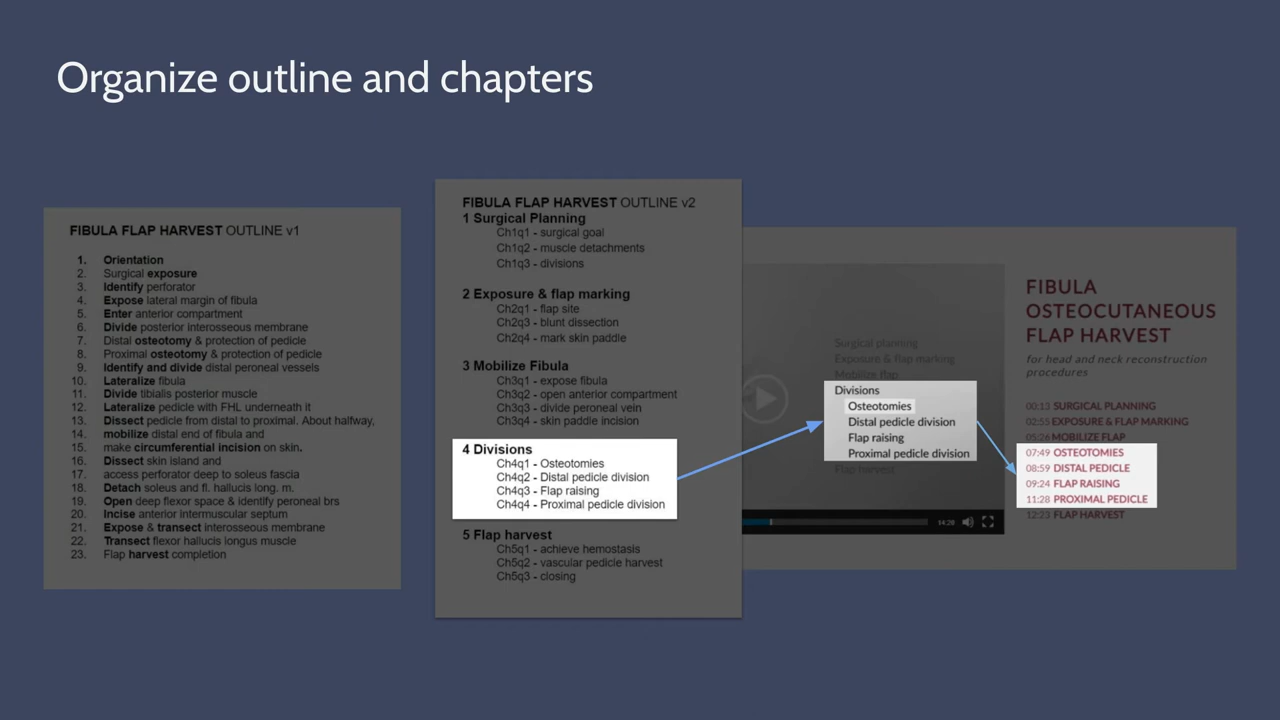 Organize outline and chapters
FIBULA FLAP HARVEST OUTLINE v1
1. Orientation
2. Surgical exposure
3. Identify perforator
4. Expose lateral margin of fibula
5. Enter anterior compartment
6. Divide posterior interosseous membrane
7. Distal osteotomy & protection of pedicle
8. Proximal osteotomy & protection of pedicle
9. Identify and divide distal peroneal vessels
10. Lateralize fibula
11. Divide tibialis posterior muscle
12. Lateralize pedicle with FHL underneath it
13. Dissect pedicle from distal to proximal. About halfway,
14. mobilize distal end of fibula and
15. make circumferential incision on skin.
16. Dissect skin island and
17. access perforator deep to soleus fascia
18. Detach soleus and fl. hallucis long. m.
19. Open deep flexor space & identify peroneal brs
20. Incise anterior intermuscular septum
21. Expose & transect interosseous membrane
22. Transect flexor hallucis longus muscle
23. Flap harvest completion
FIBULA FLAP HARVEST OUTLINE v2
1 Surgical Planning
Ch1q1 - surgical goal
Ch1q2 - muscle detachments
Ch1q3 - divisions
2 Exposure & flap marking
Ch2q1 - flap site
Ch2q3 - blunt dissection
Ch2q4 - mark skin paddle
3 Mobilize Fibula
Ch3q1 - expose fibula
Ch3q2 - open anterior compartment
Ch3q3 - divide peroneal vein
Ch3q4 - skin paddle incision
4 Divisions
Ch4q1 - Osteotomies
Ch4q2 - Distal pedicle division
Ch4q3 - Flap raising
Ch4q4 - Proximal pedicle division
5 Flap harvest
Ch5q1 - achieve hemostasis
Ch5q2 - vascular pedicle harvest
Ch5q3 - closing
Surgical planning
Exposure & flap marking
Mobilize flap
Divisions
Osteotomies
Distal pedicle division
Flap raising
Proximal pedicle division
Flap harvest
14:28
FIBULA
OSTEOCUTANEOUS
FLAP HARVEST
for head and neck reconstruction
procedures
00:13 SURGICAL PLANNING
02:55 EXPOSURE & FLAP MARKING
05:26 MOBILIZE FLAP
07:49 OSTEOTOMIES
08:59 DISTAL PEDICLE
09:24 FLAP RAISING
11:28 PROXIMAL PEDICLE
12:23 FLAP HARVEST